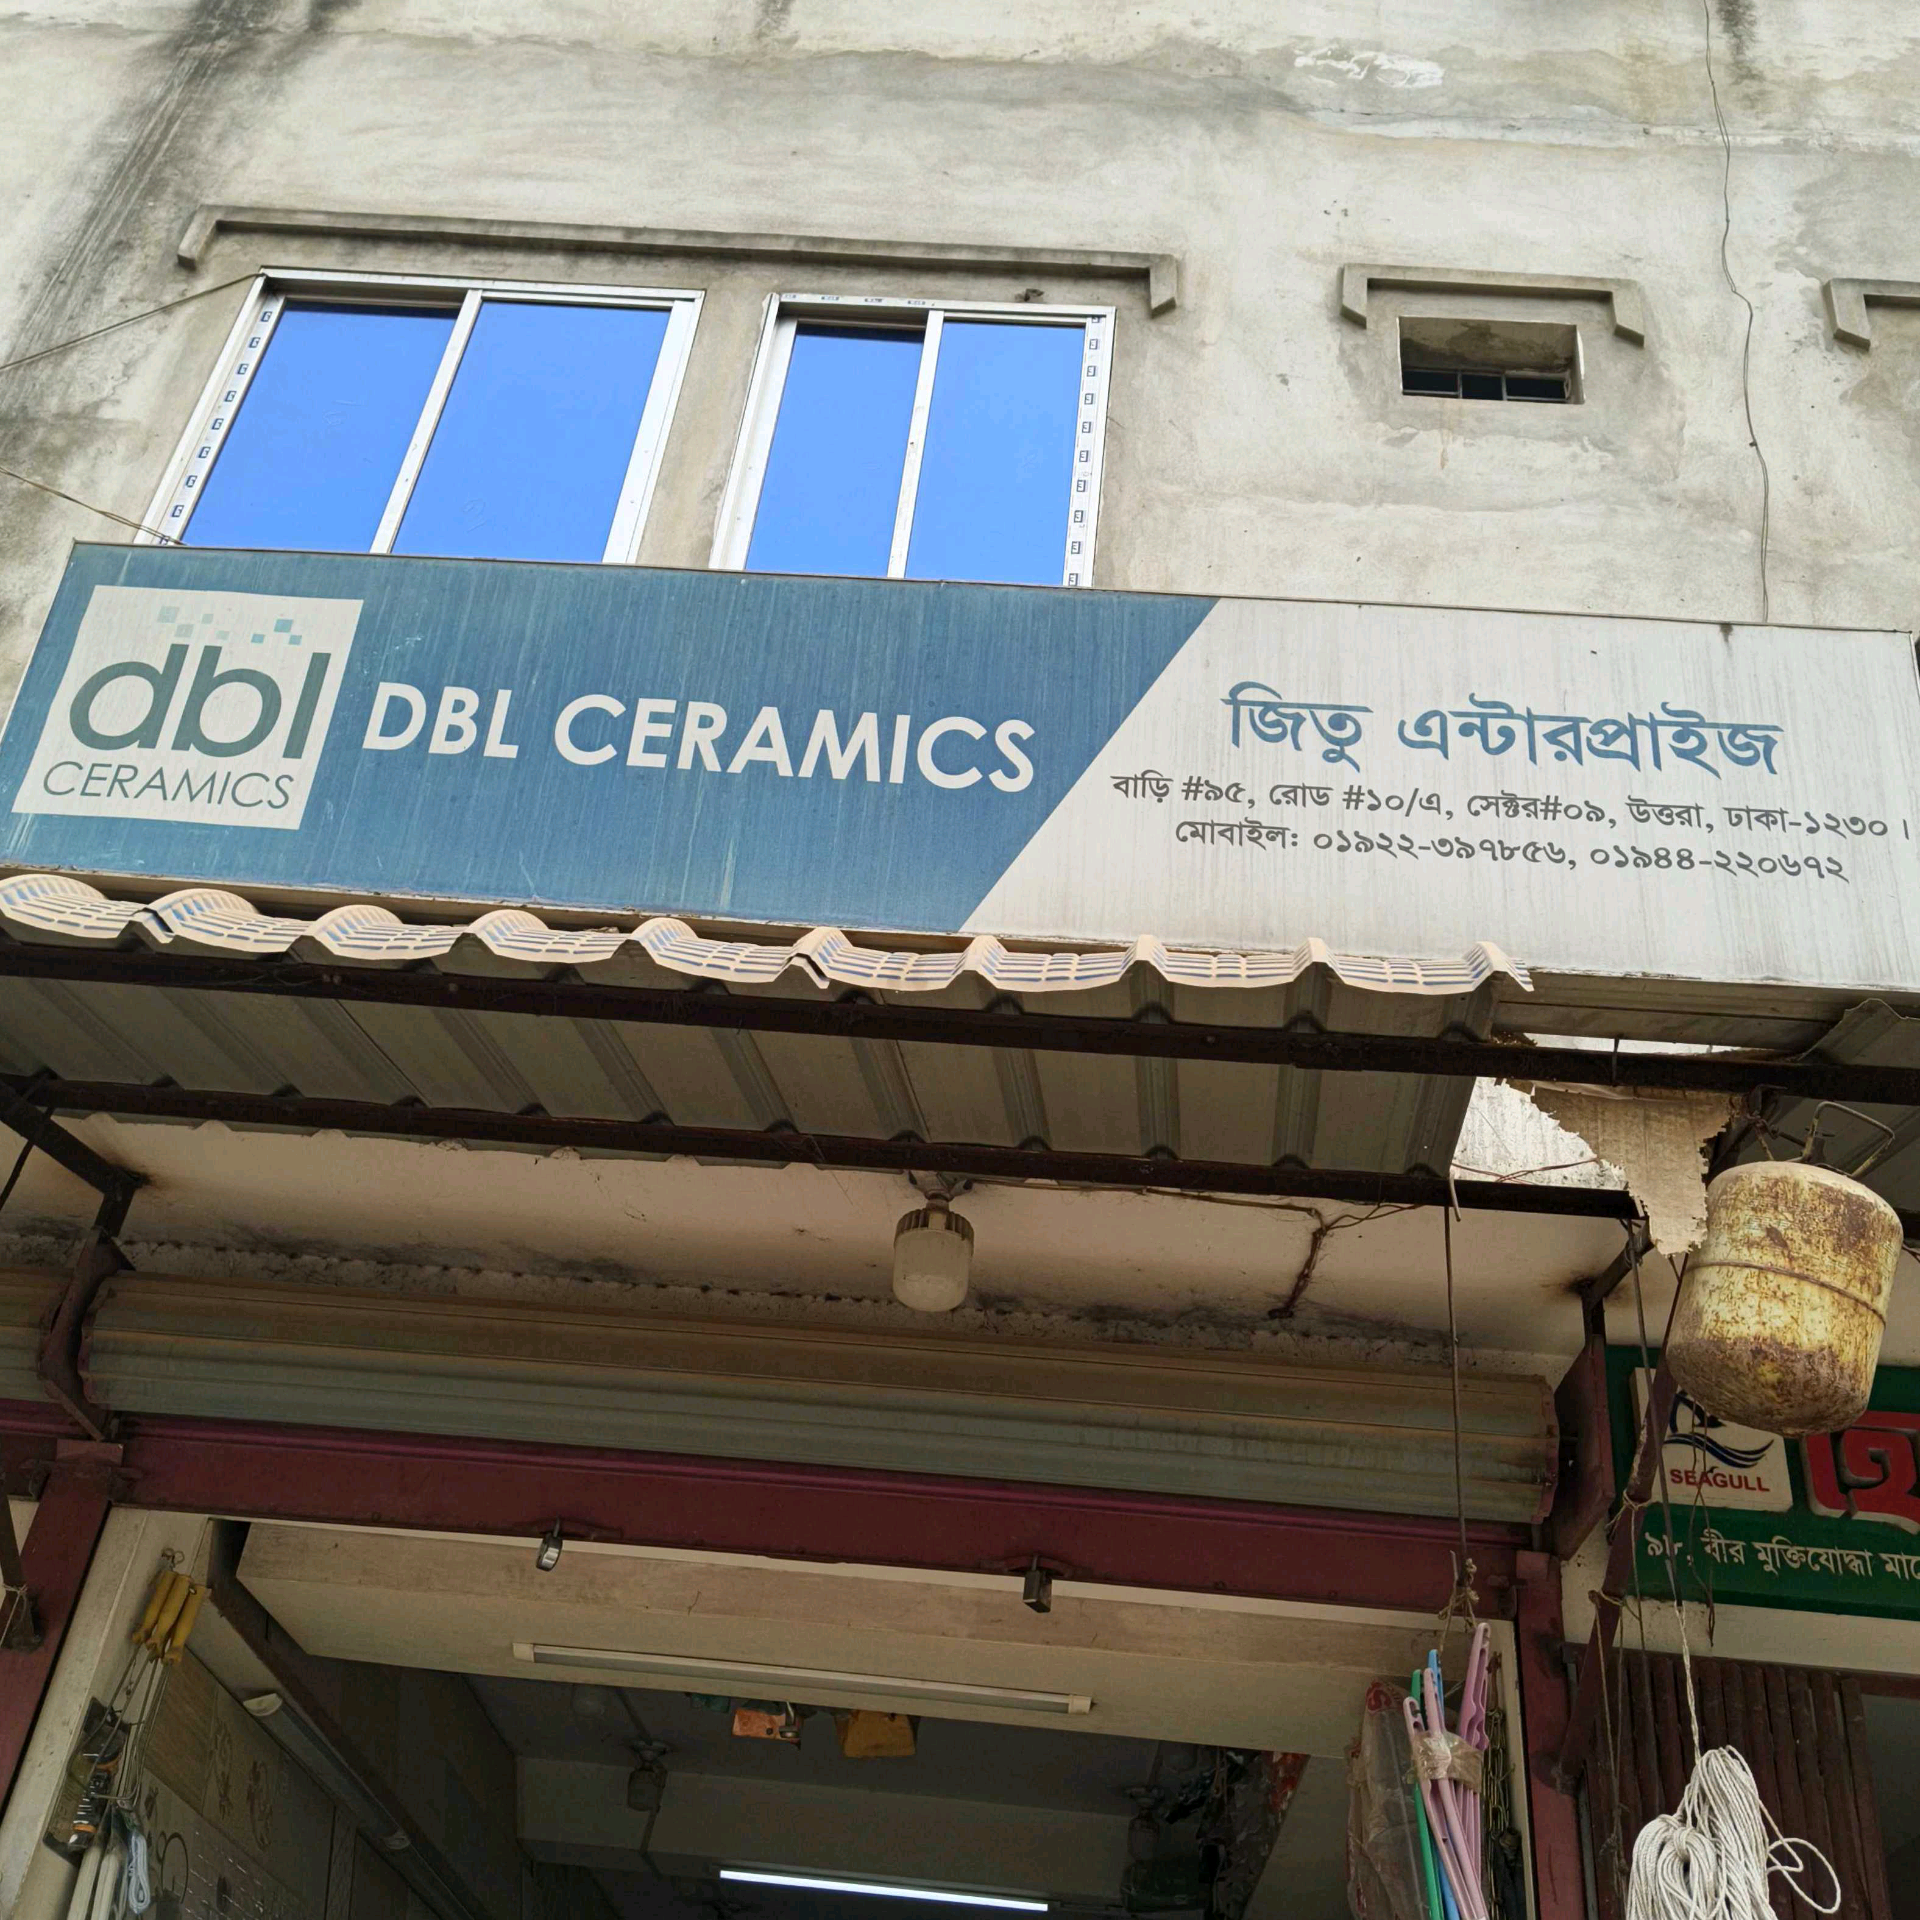 dbl
CERAMICS
DBL CERAMICS
জিতু এন্টারপ্রাইজ
বাড়ি #৯৫, রোড #১০/এ, সেক্টর#০৯, উত্তরা, ঢাকা-১২৩০।
মোবাইল: ০১৯২২-৩৯৭৮৫৬, ০১৯৪৪-২২০৬৭২
SEAGULL
৯৮, বীর মুক্তিযোদ্ধা